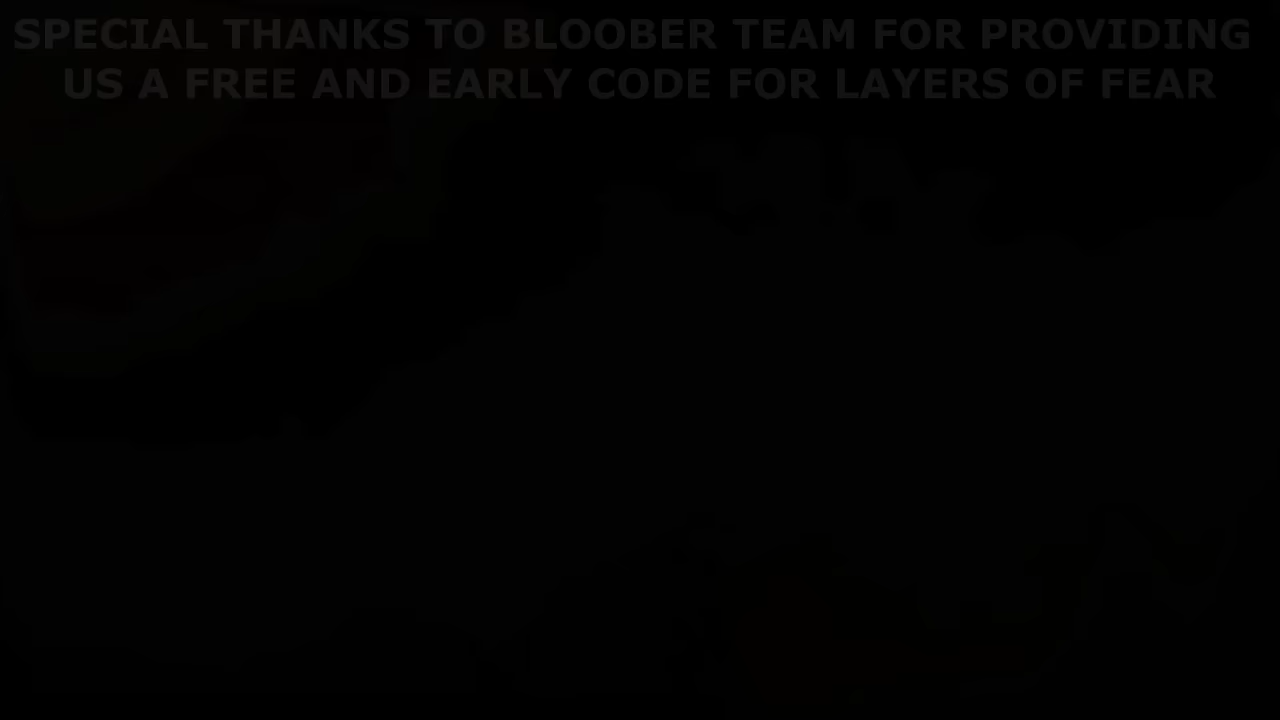 SPECIAL THANKS TO BLOOBER TEAM FOR PROVIDING
US A FREE AND EARLY CODE FOR LAYERS OF FEAR